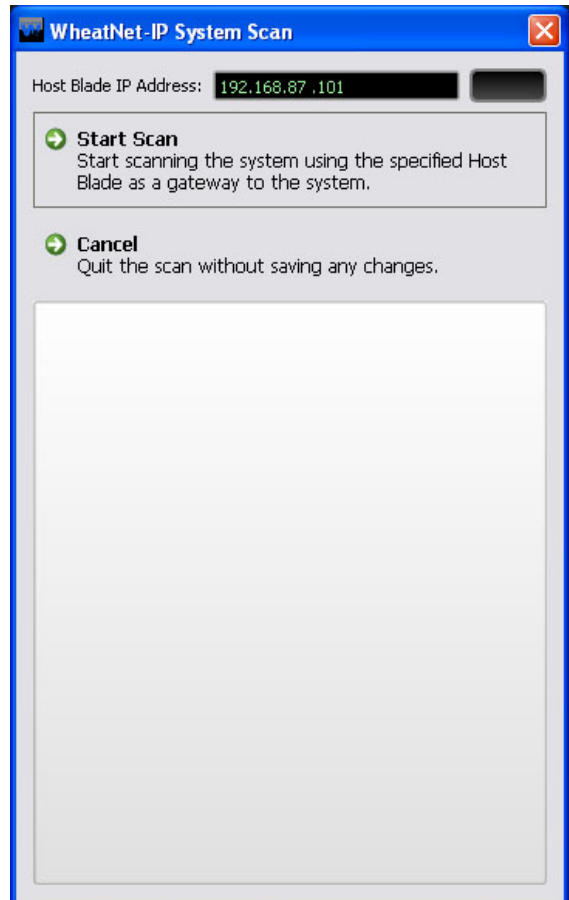 WheatNet-IP System Scan
Host Blade IP Address: 192.168.87 .101
Start Scan
Start scanning the system using the specified Host
Blade as a gateway to the system.
Cancel
Quit the scan without saving any changes.